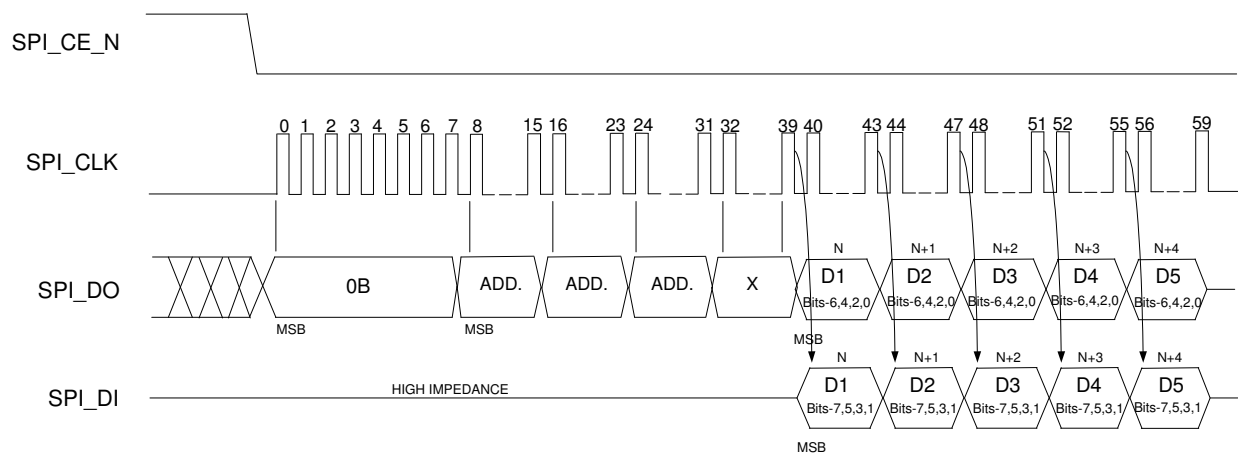 SPI_CE_N
0 1 2 3 4 5 6 7 8 15 16 23 24 31 32 39 40 43 44 47 48 51 52 55 56 59
SPI_CLK
N N+1 N+2 N+3 N+4
SPI_DO
0B ADD. ADD. ADD. X D1 D2 D3 D4 D5
Bits-6,4,2,0 Bits-6,4,2,0 Bits-6,4,2,0 Bits-6,4,2,0 Bits-6,4,2,0
MSB MSB MSB
N N+1 N+2 N+3 N+4
SPI_DI
HIGH IMPEDANCE
D1 D2 D3 D4 D5
Bits-7,5,3,1 Bits-7,5,3,1 Bits-7,5,3,1 Bits-7,5,3,1 Bits-7,5,3,1
MSB